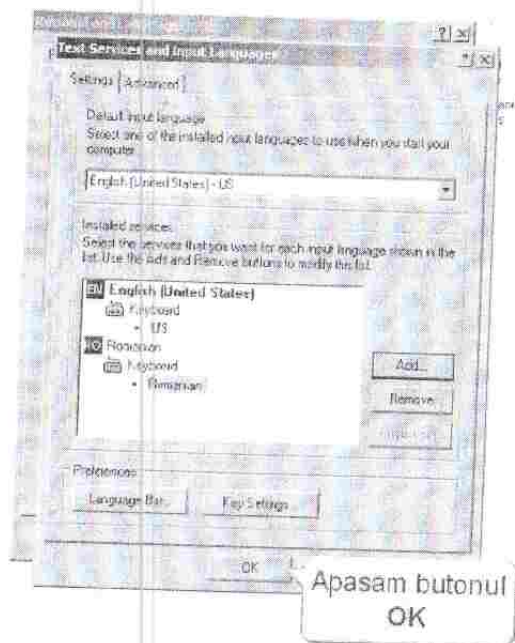 Regional and
Text Services and Input Languages
Settings
Advanced
Default input language
Select one of the installed input languages to use when you start your
computer.
English (United States) - US
Installed services
Select the services that you want for each input language shown in the
list. Use the Add and Remove buttons to modify this list.
EN English (United States)
Keyboard
• US
RO Romanian
Keyboard
• Romanian
Add...
Remove
Preferences
Language Bar...
Key Settings...
OK
Apasam butonul
OK